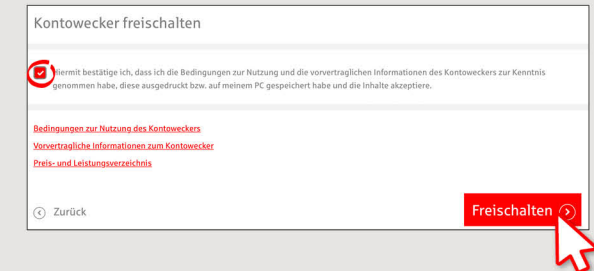 Kontowecker freischalten
Hiermit bestätige ich, dass ich die Bedingungen zur Nutzung und die vorvertraglichen Informationen des Kontoweckers zur Kenntnis
genommen habe, diese ausgedruckt bzw. auf meinem PC gespeichert habe und die Inhalte akzeptiere.
Bedingungen zur Nutzung des Kontoweckers
Vorvertragliche Informationen zum Kontowecker
Preis- und Leistungsverzeichnis
Zurück
Freischalten